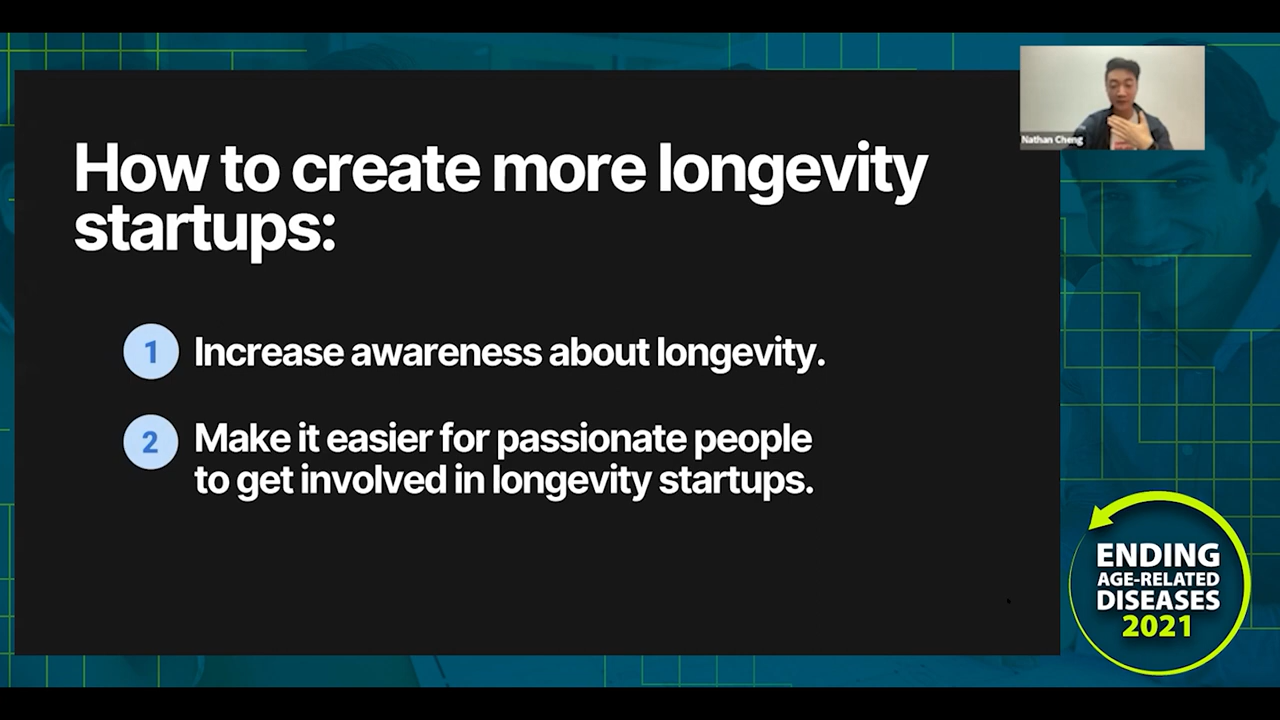 How to create more longevity
startups:
1 Increase awareness about longevity.
2 Make it easier for passionate people
to get involved in longevity startups.
Nathan Cheng
ENDING
AGE-RELATED
DISEASES
2021